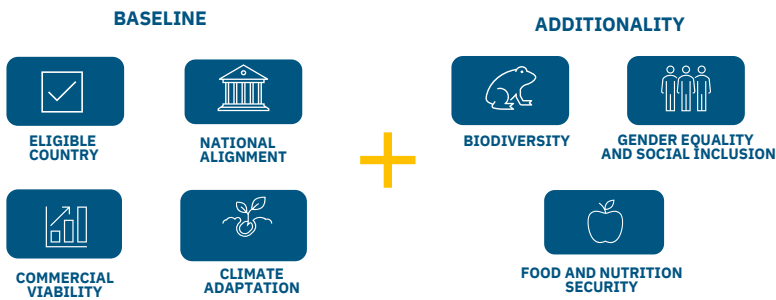 BASELINE
ELIGIBLE
COUNTRY
NATIONAL
ALIGNMENT
COMMERCIAL
VIABILITY
CLIMATE
ADAPTATION
ADDITIONALITY
BIODIVERSITY
GENDER EQUALITY
AND SOCIAL INCLUSION
FOOD AND NUTRITION
SECURITY